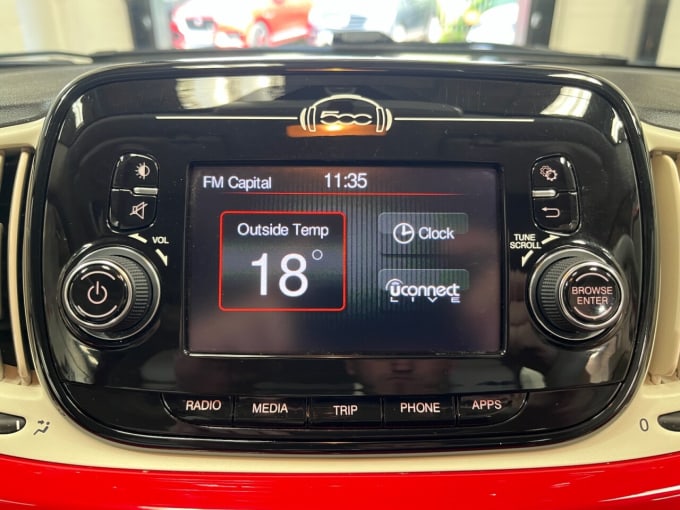 500
FM Capital 11:35
Outside Temp
18°
Clock
uconnect
LIVE
VOL
TUNE
SCROLL
BROWSE
ENTER
RADIO
MEDIA
TRIP
PHONE
APPS
0